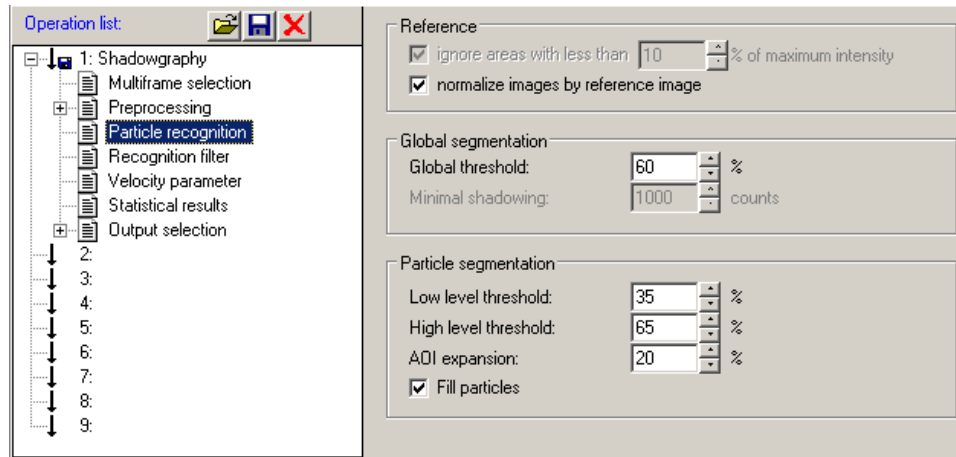 Operation list:
1: Shadowgraphy
Multiframe selection
Preprocessing
Particle recognition
Recognition filter
Velocity parameter
Statistical results
Output selection
2:
3:
4:
5:
6:
7:
8:
9:
Reference
ignore areas with less than 10 % of maximum intensity
normalize images by reference image
Global segmentation
Global threshold: 60 %
Minimal shadowing: 1000 counts
Particle segmentation
Low level threshold: 35 %
High level threshold: 65 %
AOI expansion: 20 %
Fill particles